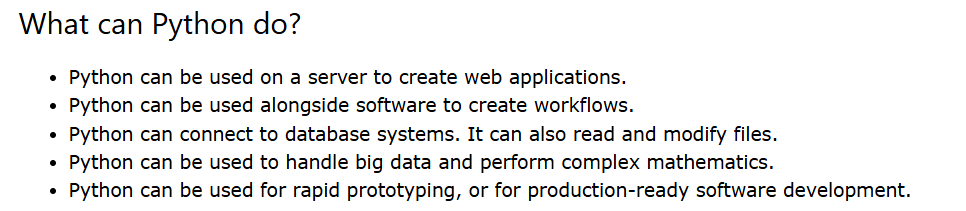 What can Python do?
• Python can be used on a server to create web applications.
• Python can be used alongside software to create workflows.
• Python can connect to database systems. It can also read and modify files.
• Python can be used to handle big data and perform complex mathematics.
• Python can be used for rapid prototyping, or for production-ready software development.